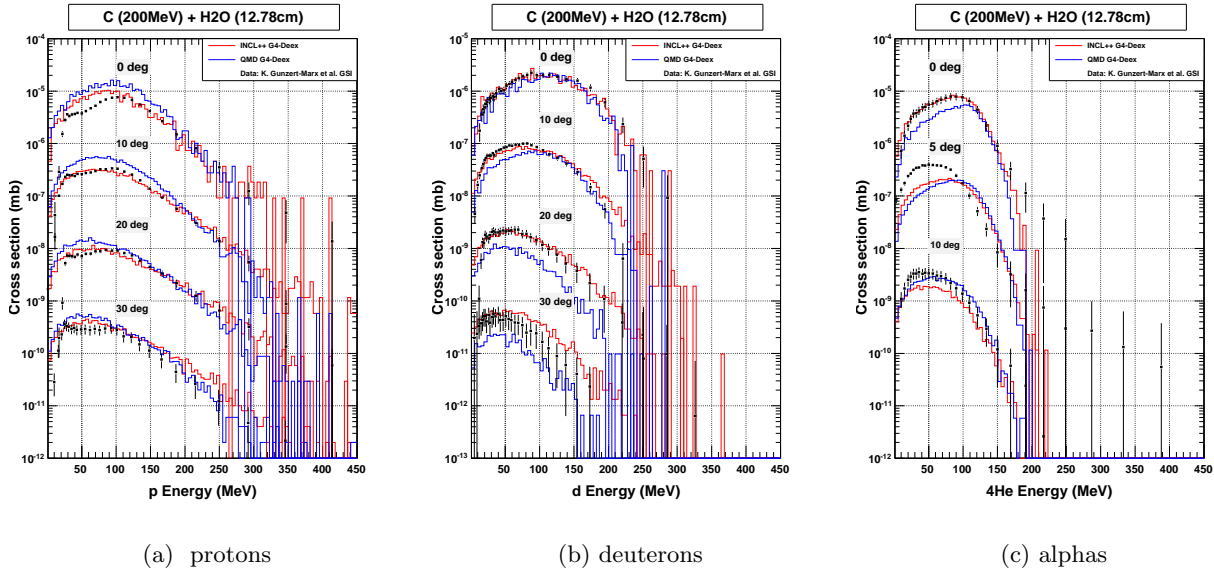 C (200MeV) + H2O (12.78cm)
INCL++ G4-Deex
QMD G4-Deex
Data: K. Gunzert-Marx et al. GSI
0 deg
10 deg
20 deg
30 deg
Cross section (mb)
10^-4
10^-5
10^-6
10^-7
10^-8
10^-9
10^-10
10^-11
10^-12
50 100 150 200 250 300 350 400 450
p Energy (MeV)
(a) protons
C (200MeV) + H2O (12.78cm)
INCL++ G4-Deex
QMD G4-Deex
Data: K. Gunzert-Marx et al. GSI
0 deg
10 deg
20 deg
30 deg
Cross section (mb)
10^-5
10^-6
10^-7
10^-8
10^-9
10^-10
10^-11
10^-12
10^-13
50 100 150 200 250 300 350 400 450
d Energy (MeV)
(b) deuterons
C (200MeV) + H2O (12.78cm)
INCL++ G4-Deex
QMD G4-Deex
Data: K. Gunzert-Marx et al. GSI
0 deg
5 deg
10 deg
Cross section (mb)
10^-4
10^-5
10^-6
10^-7
10^-8
10^-9
10^-10
10^-11
10^-12
50 100 150 200 250 300 350 400 450
4He Energy (MeV)
(c) alphas